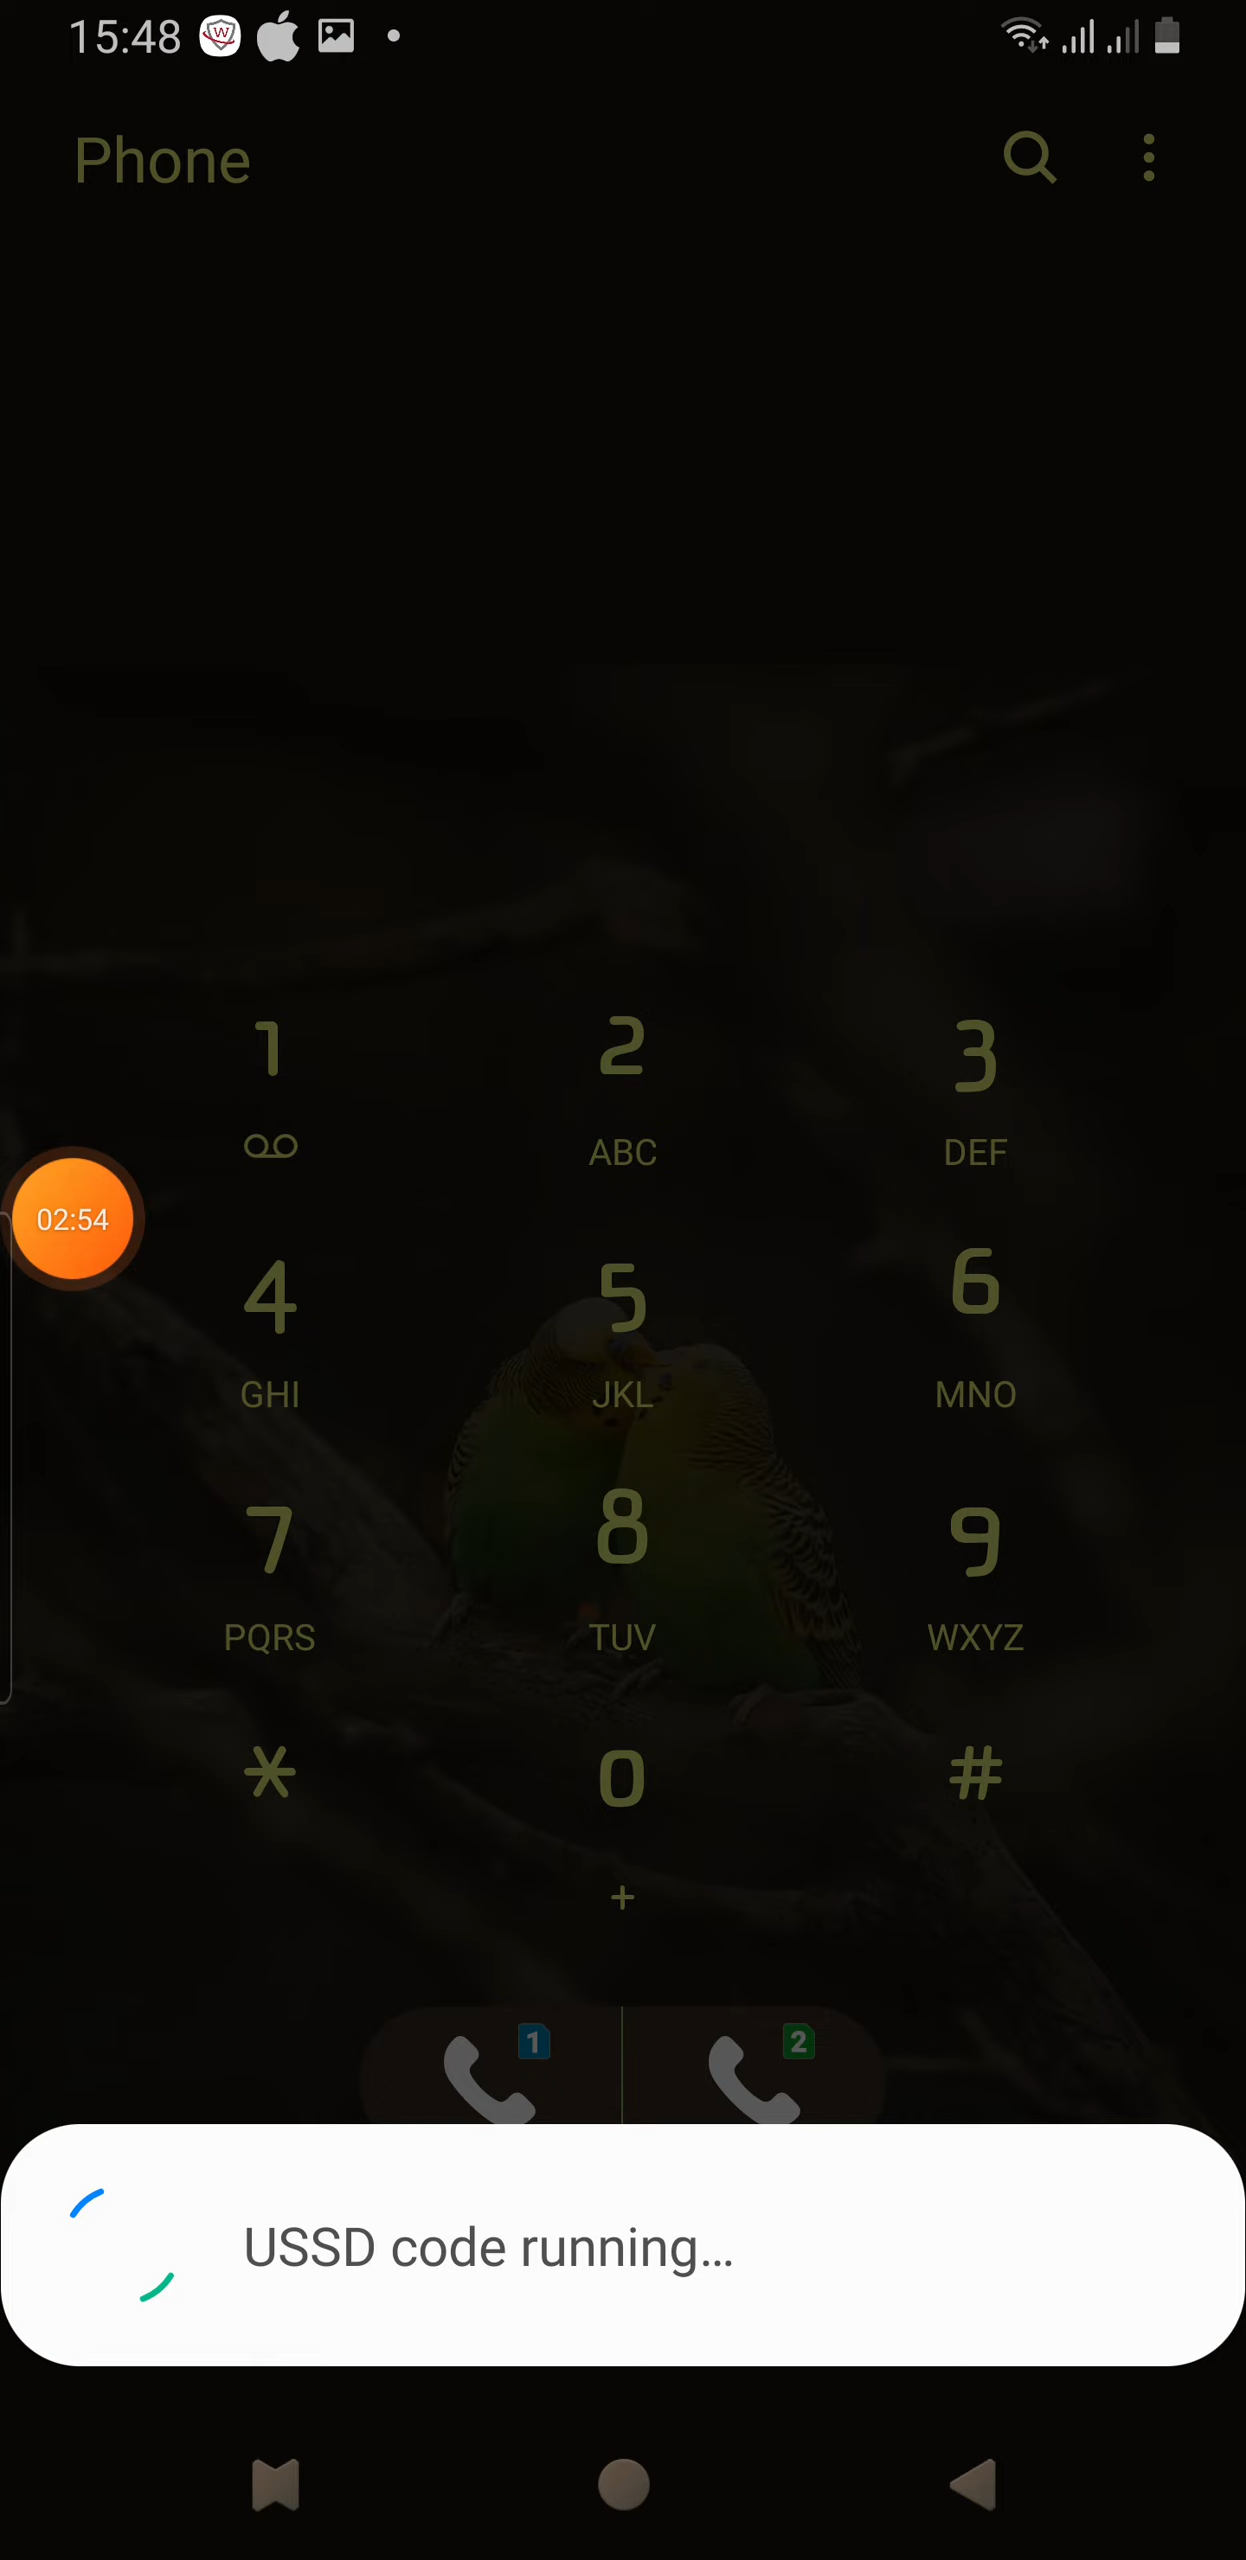 15:48 W
Phone
1 2 3
ABC DEF
02:54
4 5 6
GHI JKL MNO
7 8 9
PQRS TUV WXYZ
* 0 #
+
1 2
USSD code running...